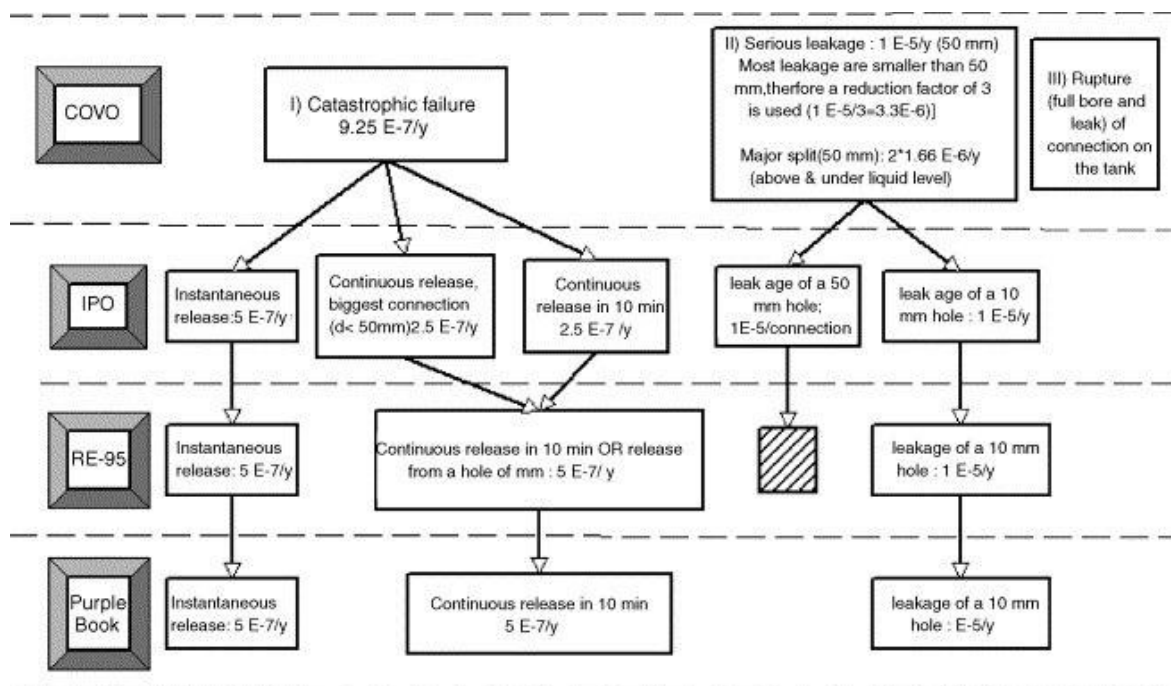 COVO
I) Catastrophic failure
9.25 E-7/y
II) Serious leakage : 1 E-5/y (50 mm)
Most leakage are smaller than 50
mm,therfore a reduction factor of 3
is used (1 E-5/3=3.3E-6)]
Major split(50 mm): 2*1.66 E-6/y
(above & under liquid level)
III) Rupture
(full bore and
leak) of
connection on
the tank
IPO
Instantaneous
release:5 E-7/y
Continuous release,
biggest connection
(d< 50mm)2.5 E-7/y
Continuous
release in 10 min
2.5 E-7 /y
leak age of a 50
mm hole;
1E-5/connection
leak age of a 10
mm hole : 1 E-5/y
RE-95
Instantaneous
release: 5 E-7/y
Continuous release in 10 min OR release
from a hole of mm : 5 E-7/ y
leakage of a 10 mm
hole : 1 E-5/y
Purple
Book
Instantaneous
release: 5 E-7/y
Continuous release in 10 min
5 E-7/y
leakage of a 10 mm
hole : E-5/y